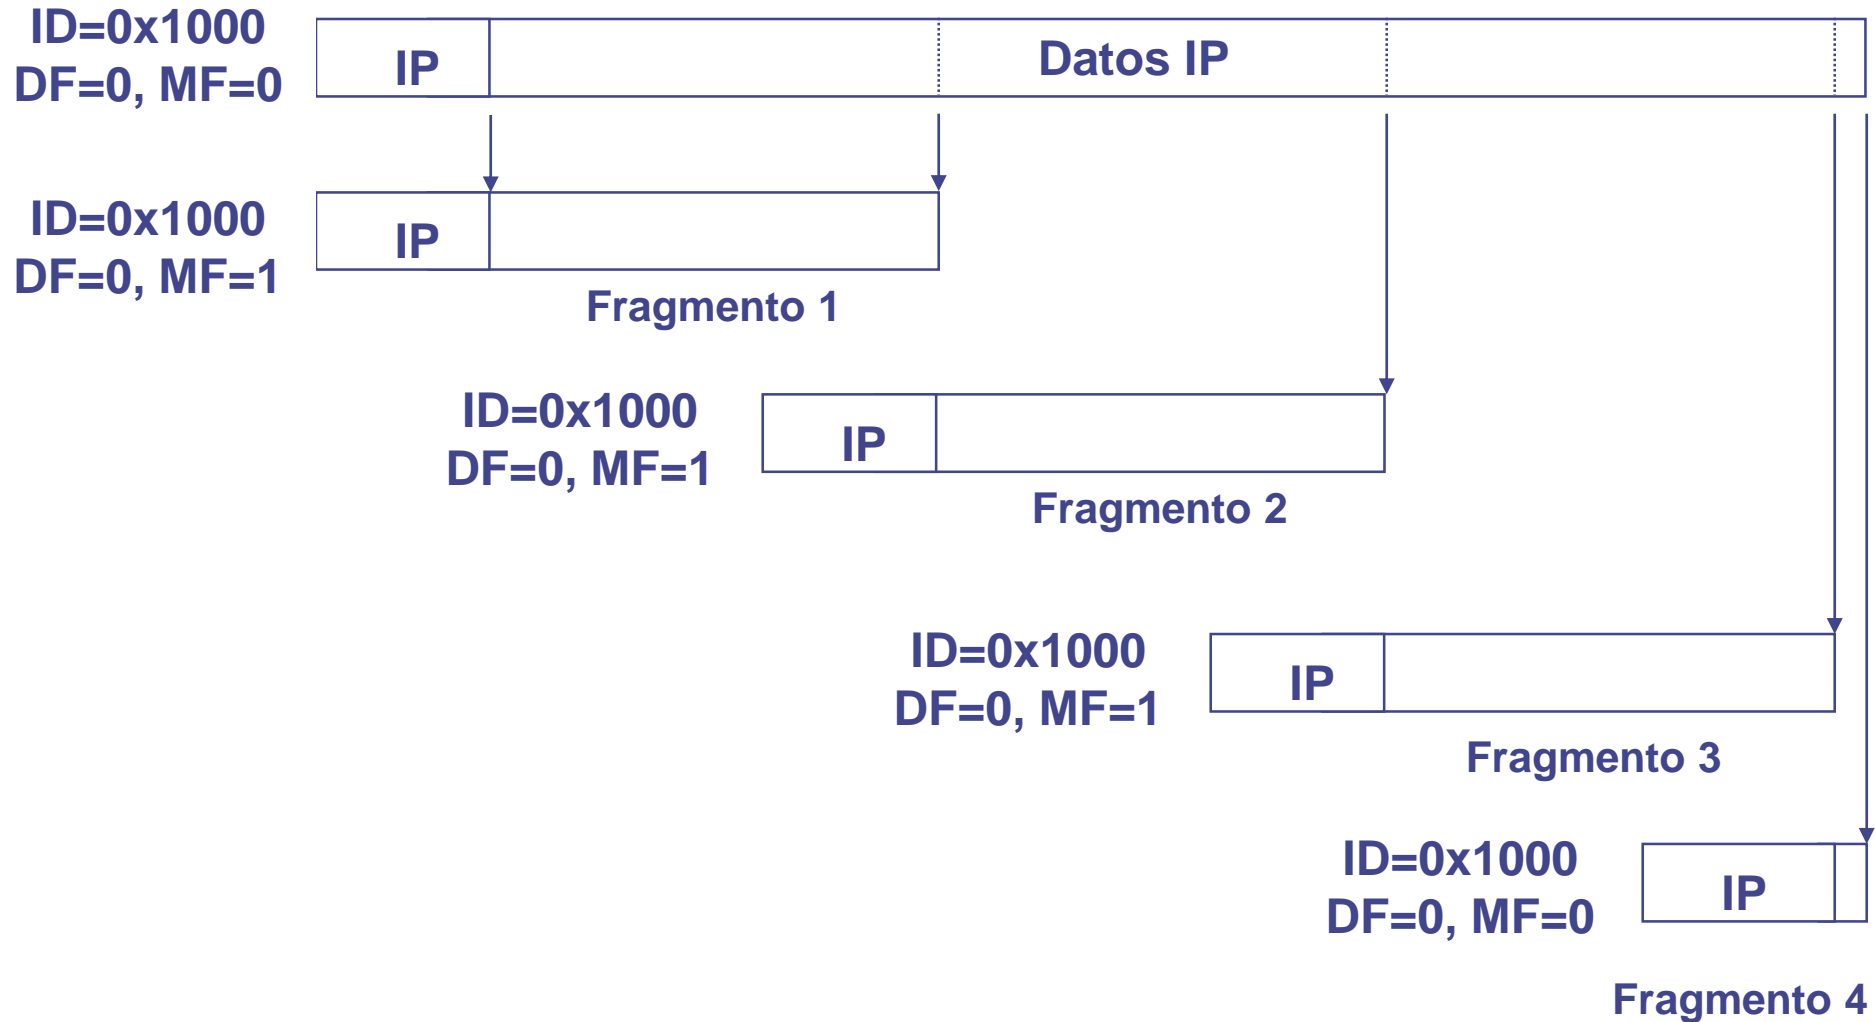 ID=0x1000
DF=0, MF=0
IP
Datos IP
ID=0x1000
DF=0, MF=1
IP
Fragmento 1
ID=0x1000
DF=0, MF=1
IP
Fragmento 2
ID=0x1000
DF=0, MF=1
IP
Fragmento 3
ID=0x1000
DF=0, MF=0
IP
Fragmento 4